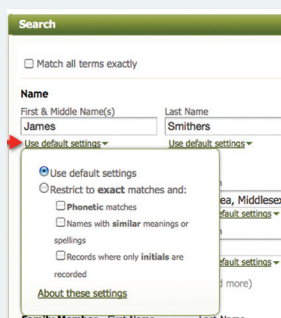 Search
Match all terms exactly
Name
First & Middle Name(s) Last Name
James Smithers
Use default settings Use default settings
Use default settings
Restrict to exact matches and:
Phonetic matches
Names with similar meanings or
spellings
Records where only initials are
recorded
About these settings
ea, Middlesex
fault settings
fault settings
d more)